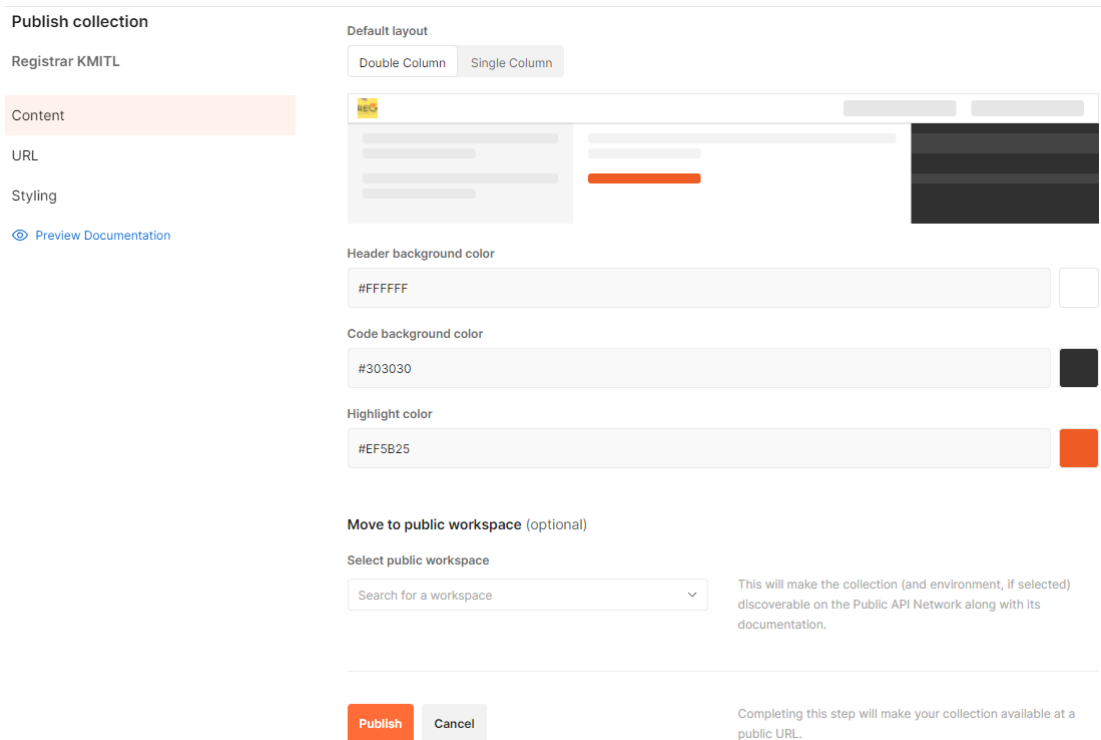 Publish collection
Registrar KMITL
Content
URL
Styling
Preview Documentation
Default layout
Double Column
Single Column
REG
Header background color
#FFFFFF
Code background color
#303030
Highlight color
#EF5B25
Move to public workspace (optional)
Select public workspace
Search for a workspace
This will make the collection (and environment, if selected)
discoverable on the Public API Network along with its
documentation.
Publish
Cancel
Completing this step will make your collection available at a
public URL.